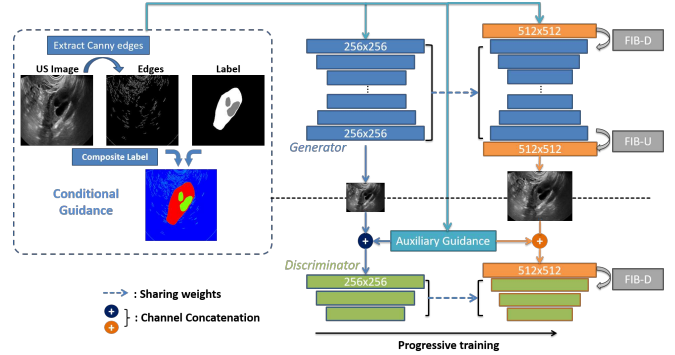 Extract Canny edges
US Image
Edges
Label
Composite Label
Conditional
Guidance
256x256
256x256
Generator
512x512
FIB-D
FIB-U
512x512
Auxiliary Guidance
Discriminator
256x256
512x512
FIB-D
: Sharing weights
: Channel Concatenation
Progressive training